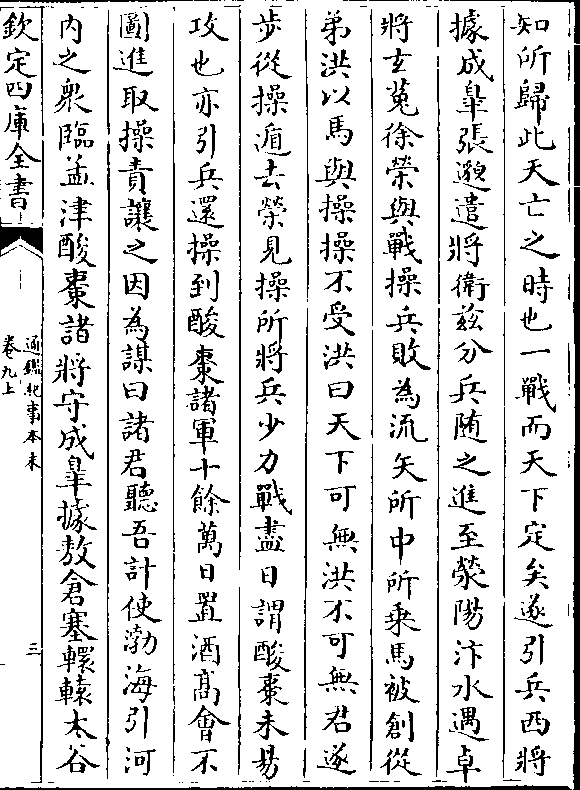 知所歸此天亡之時也一戰而天下定矣遂引兵西將
據成臯張邈遣將衛兹分兵随之進至滎陽汴水遇卓
將玄菟徐榮與戰操兵敗為流矢所中所乗馬被創從
弟洪以馬與操操不受洪曰天下可無洪不可無君遂
步從操遁去榮見操所將兵少力戰盡日謂酸棗未易
攻也亦引兵還操到酸棗諸軍十餘萬日置酒高會不
圖進取操責讓之因為謀曰諸君聽吾計使渤海引河
内之衆臨孟津酸棗諸將守成臯據敖倉塞轘轅太谷
欽定四庫全書
通鑑紀事本末
卷九上
三